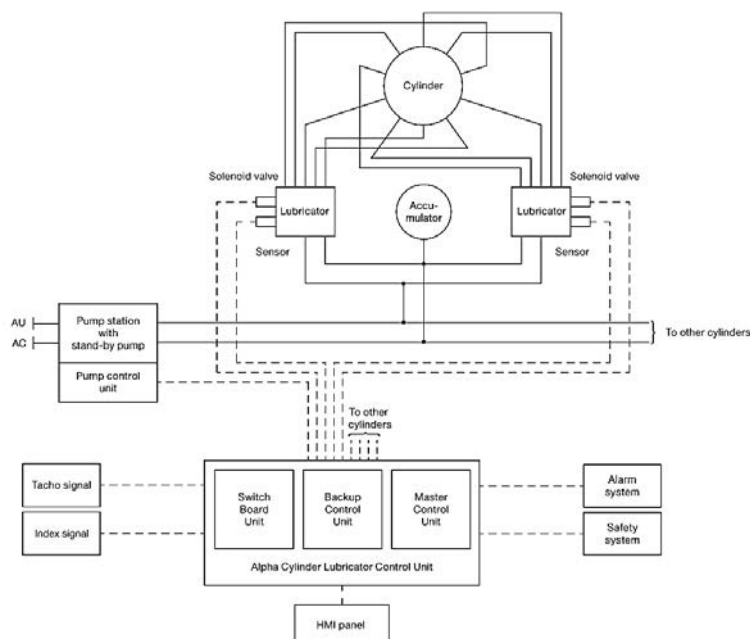 Cylinder
Solenoid valve
Solenoid valve
Lubricator
Accu-
mulator
Lubricator
Sensor
Sensor
AU
AC
Pump station
with
stand-by pump
To other cylinders
Pump control
unit
To other
cylinders
Tacho signal
Index signal
Switch
Board
Unit
Backup
Control
Unit
Master
Control
Unit
Alarm
system
Safety
system
Alpha Cylinder Lubricator Control Unit
HMI panel